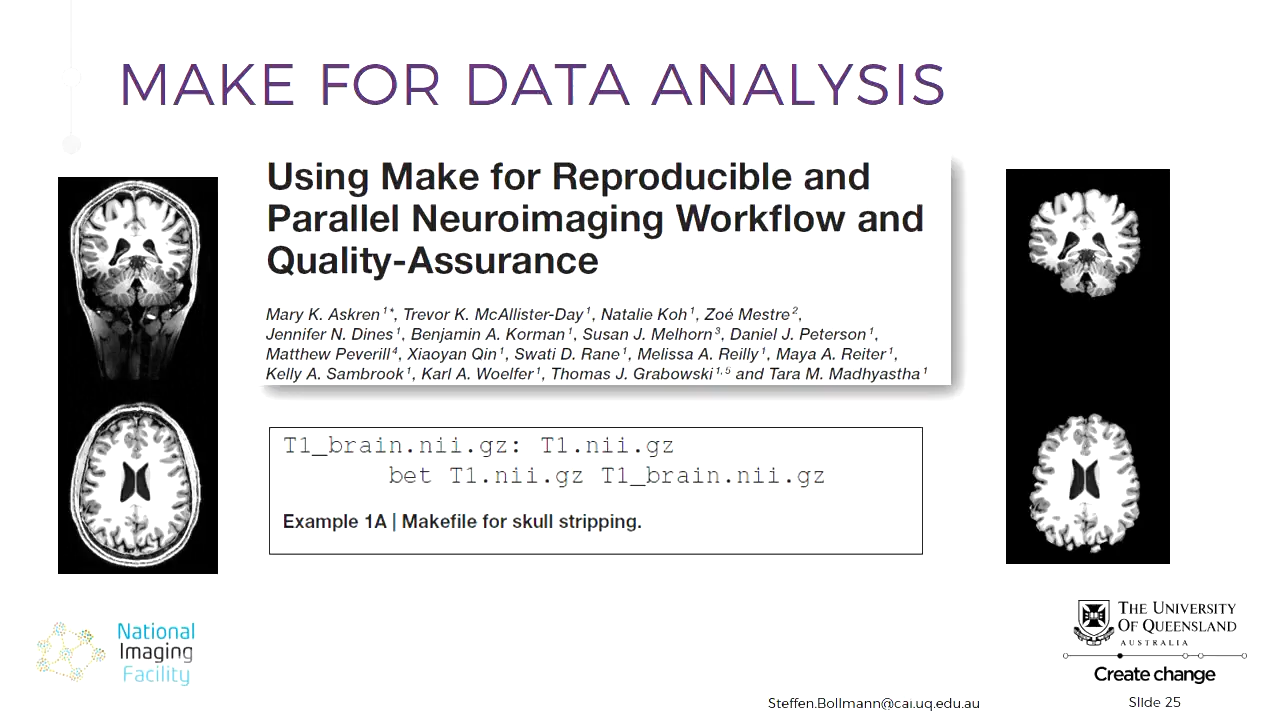 MAKE FOR DATA ANALYSIS
Using Make for Reproducible and
Parallel Neuroimaging Workflow and
Quality-Assurance
Mary K. Askren¹*, Trevor K. McAllister-Day¹, Natalie Koh¹, Zoé Mestre²,
Jennifer N. Dines¹, Benjamin A. Korman¹, Susan J. Melhorn³, Daniel J. Peterson¹,
Matthew Peverill⁴, Xiaoyan Qin¹, Swati D. Rane¹, Melissa A. Reilly¹, Maya A. Reiter¹,
Kelly A. Sambrook¹, Karl A. Woelfer¹, Thomas J. Grabowski¹,⁵ and Tara M. Madhyastha¹
T1_brain.nii.gz: T1.nii.gz
bet T1.nii.gz T1_brain.nii.gz
Example 1A | Makefile for skull stripping.
National
Imaging
Facility
THE UNIVERSITY
OF QUEENSLAND
AUSTRALIA
Create change
Steffen.Bollmann@cai.uq.edu.au
Slide 25